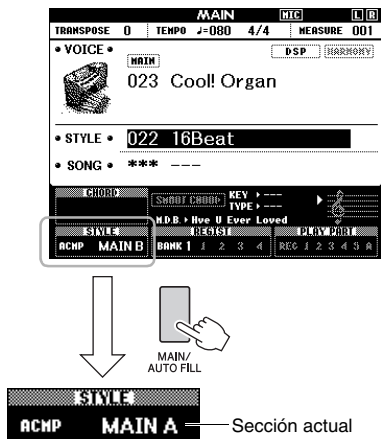 MAIN MIC L R
TRANSPOSE 0 TEMPO ♩=080 4/4 MEASURE 001
VOICE DSP HARMONY
MAIN
023 Cool! Organ
STYLE 022 16Beat
SONG *** ---
CHORD SMART CHORD KEY ---
TYPE ---
M.D.B. Hve U Ever Loved
STYLE REGIST PLAY PART
ACMP MAIN B BANK 1 1 2 3 4 REC 1 2 3 4 5 A
MAIN/
AUTO FILL
STYLE
ACMP MAIN A Sección actual